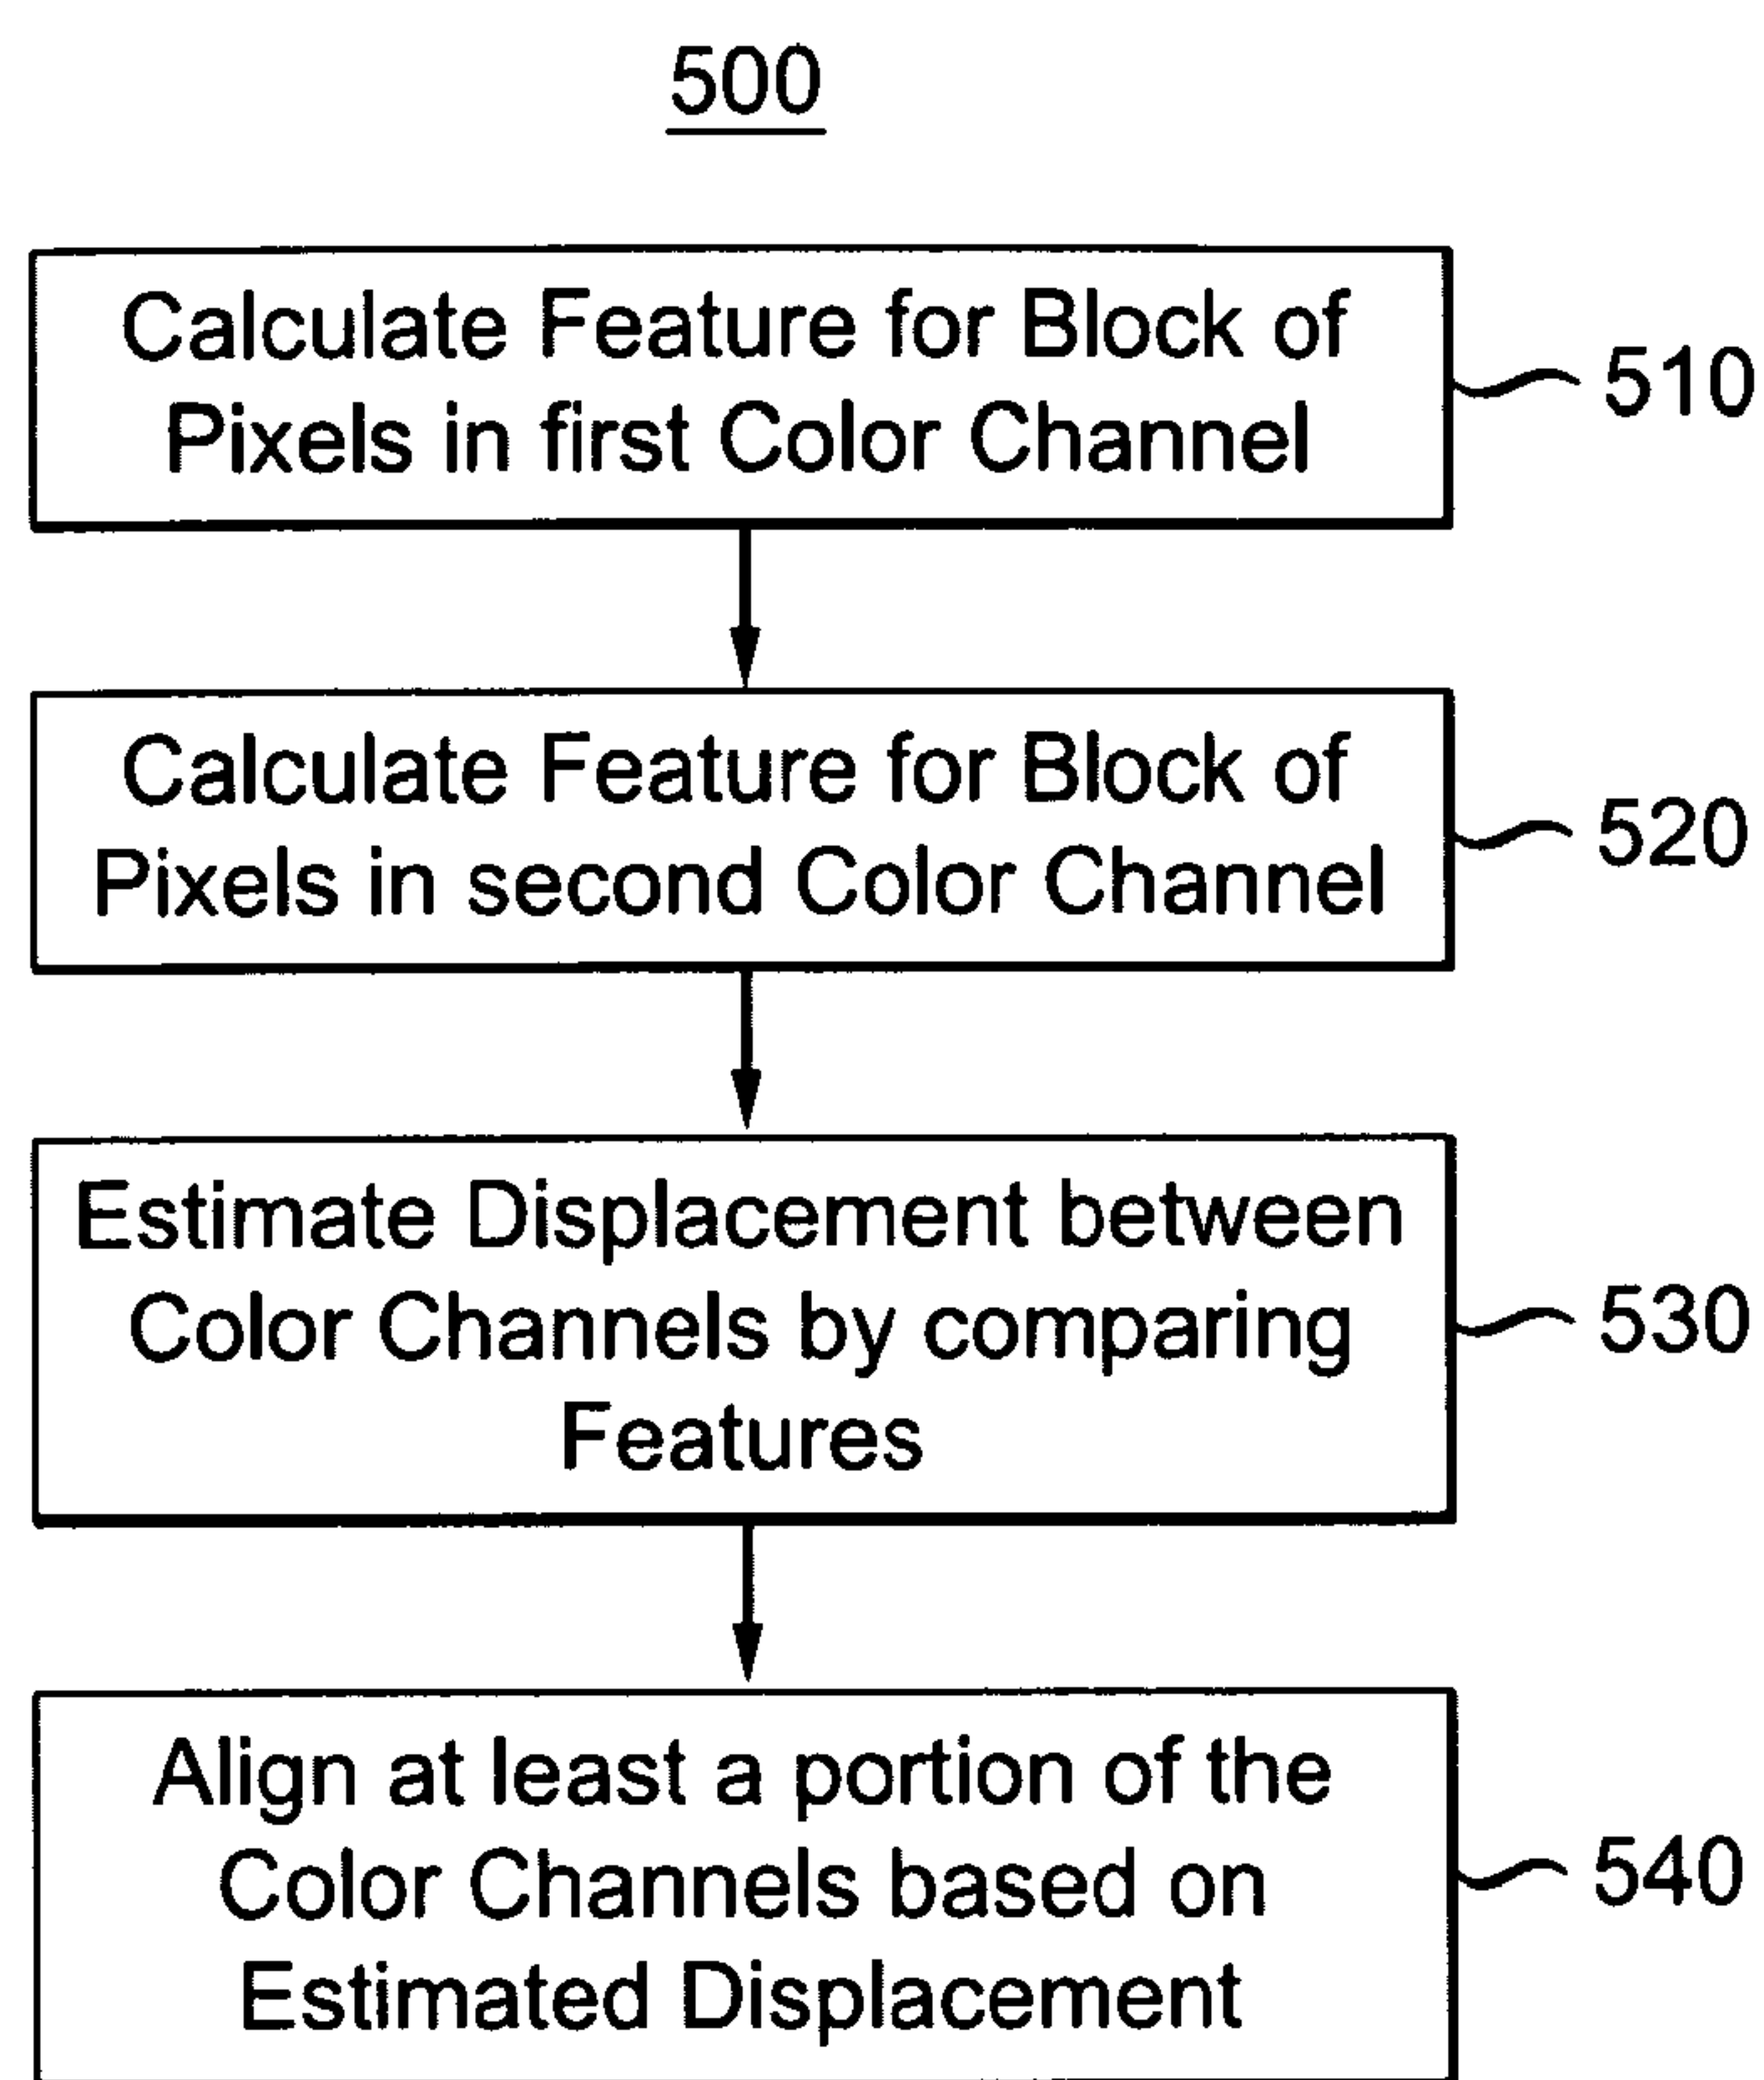 500
Calculate Feature for Block of
Pixels in first Color Channel
510
Calculate Feature for Block of
Pixels in second Color Channel
520
Estimate Displacement between
Color Channels by comparing
Features
530
Align at least a portion of the
Color Channels based on
Estimated Displacement
540